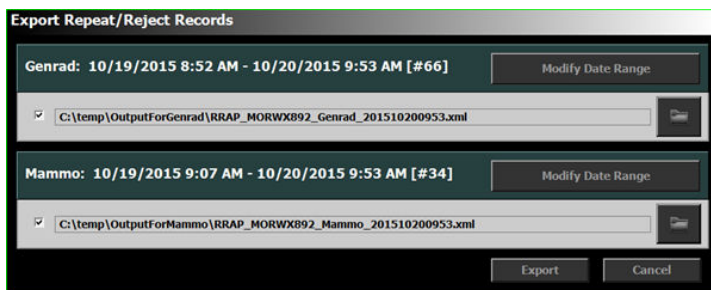 Export Repeat/Reject Records
Genrad: 10/19/2015 8:52 AM - 10/20/2015 9:53 AM [#66]
Modify Date Range
C:\temp\OutputForGenrad\RRAP_MORWX892_Genrad_201510200953.xml
Mammo: 10/19/2015 9:07 AM - 10/20/2015 9:53 AM [#34]
Modify Date Range
C:\temp\OutputForMammo\RRAP_MORWX892_Mammo_201510200953.xml
Export
Cancel